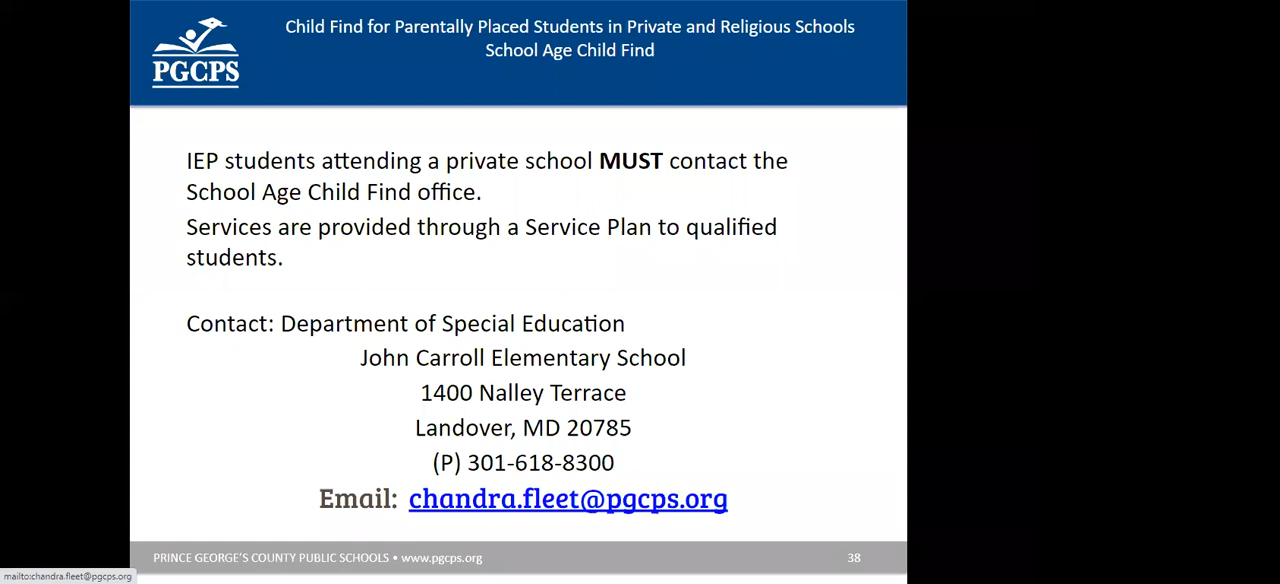 Child Find for Parentally Placed Students in Private and Religious Schools
School Age Child Find
PGCPS
IEP students attending a private school MUST contact the
School Age Child Find office.
Services are provided through a Service Plan to qualified
students.
Contact: Department of Special Education
John Carroll Elementary School
1400 Nalley Terrace
Landover, MD 20785
(P) 301-618-8300
Email: chandra.fleet@pgcps.org
PRINCE GEORGE'S COUNTY PUBLIC SCHOOLS • www.pgcps.org 38
mailto:chandra.fleet@pgcps.org